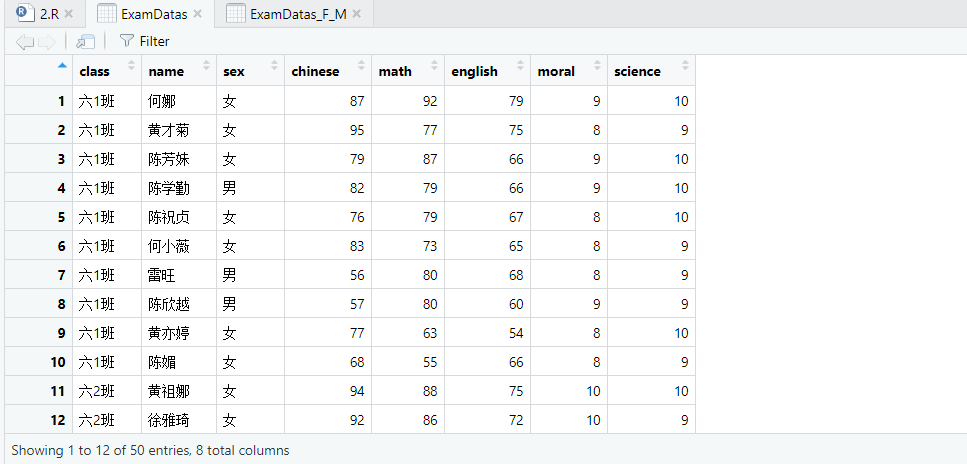 2.R ExamDatas ExamDatas_F_M
Filter
class name sex chinese math english moral science
1 六1班 何娜 女 87 92 79 9 10
2 六1班 黄才菊 女 95 77 75 8 9
3 六1班 陈芳妹 女 79 87 66 9 10
4 六1班 陈学勤 男 82 79 66 9 10
5 六1班 陈祝贞 女 76 79 67 8 10
6 六1班 何小薇 女 83 73 65 8 9
7 六1班 雷旺 男 56 80 68 8 9
8 六1班 陈欣越 男 57 80 60 9 9
9 六1班 黄亦婷 女 77 63 54 8 10
10 六1班 陈媚 女 68 55 66 8 9
11 六2班 黄祖娜 女 94 88 75 10 10
12 六2班 徐雅琦 女 92 86 72 10 9
Showing 1 to 12 of 50 entries, 8 total columns